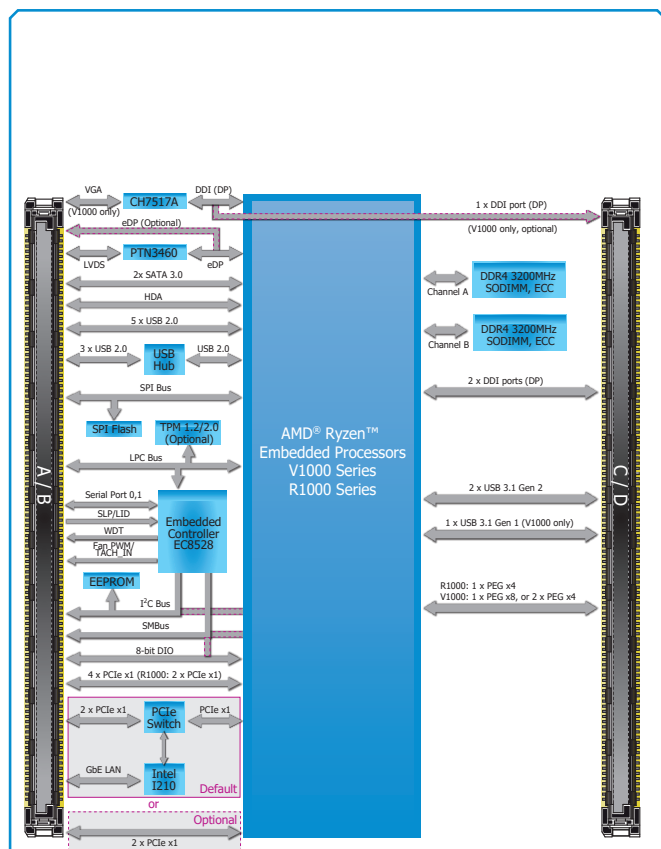 VGA
(V1000 only)
CH7517A
DDI (DP)
1 x DDI port (DP)
(V1000 only, optional)
eDP (Optional)
LVDS
PTN3460
eDP
2x SATA 3.0
HDA
5 x USB 2.0
Channel A
DDR4 3200MHz
SODIMM, ECC
Channel B
DDR4 3200MHz
SODIMM, ECC
3 x USB 2.0
USB
Hub
USB 2.0
SPI Bus
2 x DDI ports (DP)
SPI Flash
TPM 1.2/2.0
(Optional)
AMD® Ryzen™
Embedded Processors
V1000 Series
R1000 Series
LPC Bus
A / B
C / D
Serial Port 0,1
SLP/LID
WDT
Fan PWM/
TACH_IN
Embedded
Controller
EC8528
2 x USB 3.1 Gen 2
1 x USB 3.1 Gen 1 (V1000 only)
EEPROM
I²C Bus
R1000: 1 x PEG x4
V1000: 1 x PEG x8, or 2 x PEG x4
SMBus
8-bit DIO
4 x PCIe x1 (R1000: 2 x PCIe x1)
2 x PCIe x1
PCIe
Switch
PCIe x1
GbE LAN
Intel
I210
Default
or
Optional
2 x PCIe x1